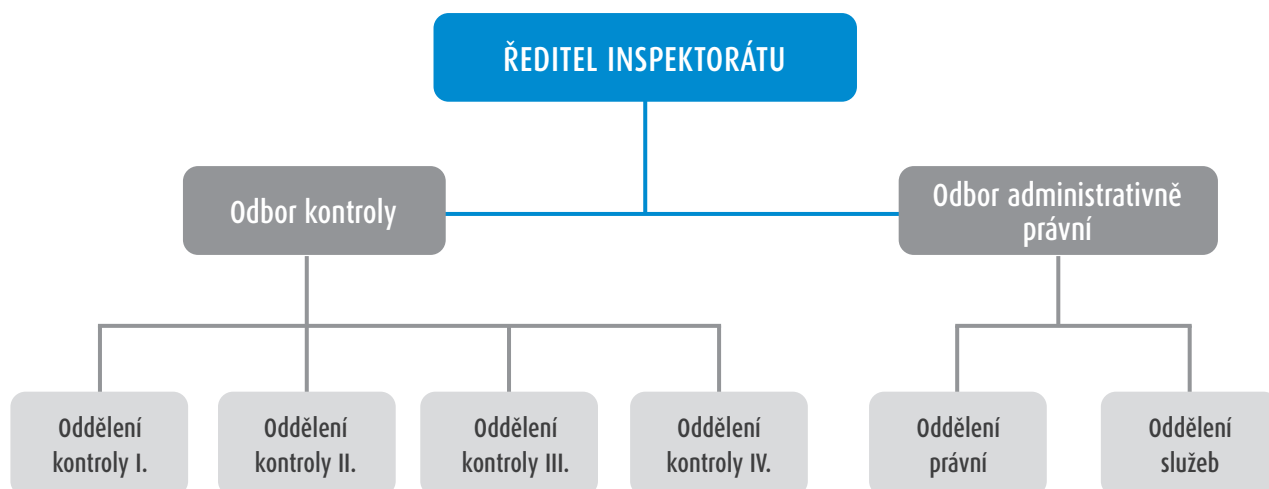 ŘEDITEL INSPEKTORÁTU
Odbor kontroly
Odbor administrativně
právní
Oddělení
kontroly I.
Oddělení
kontroly II.
Oddělení
kontroly III.
Oddělení
kontroly IV.
Oddělení
právní
Oddělení
služeb